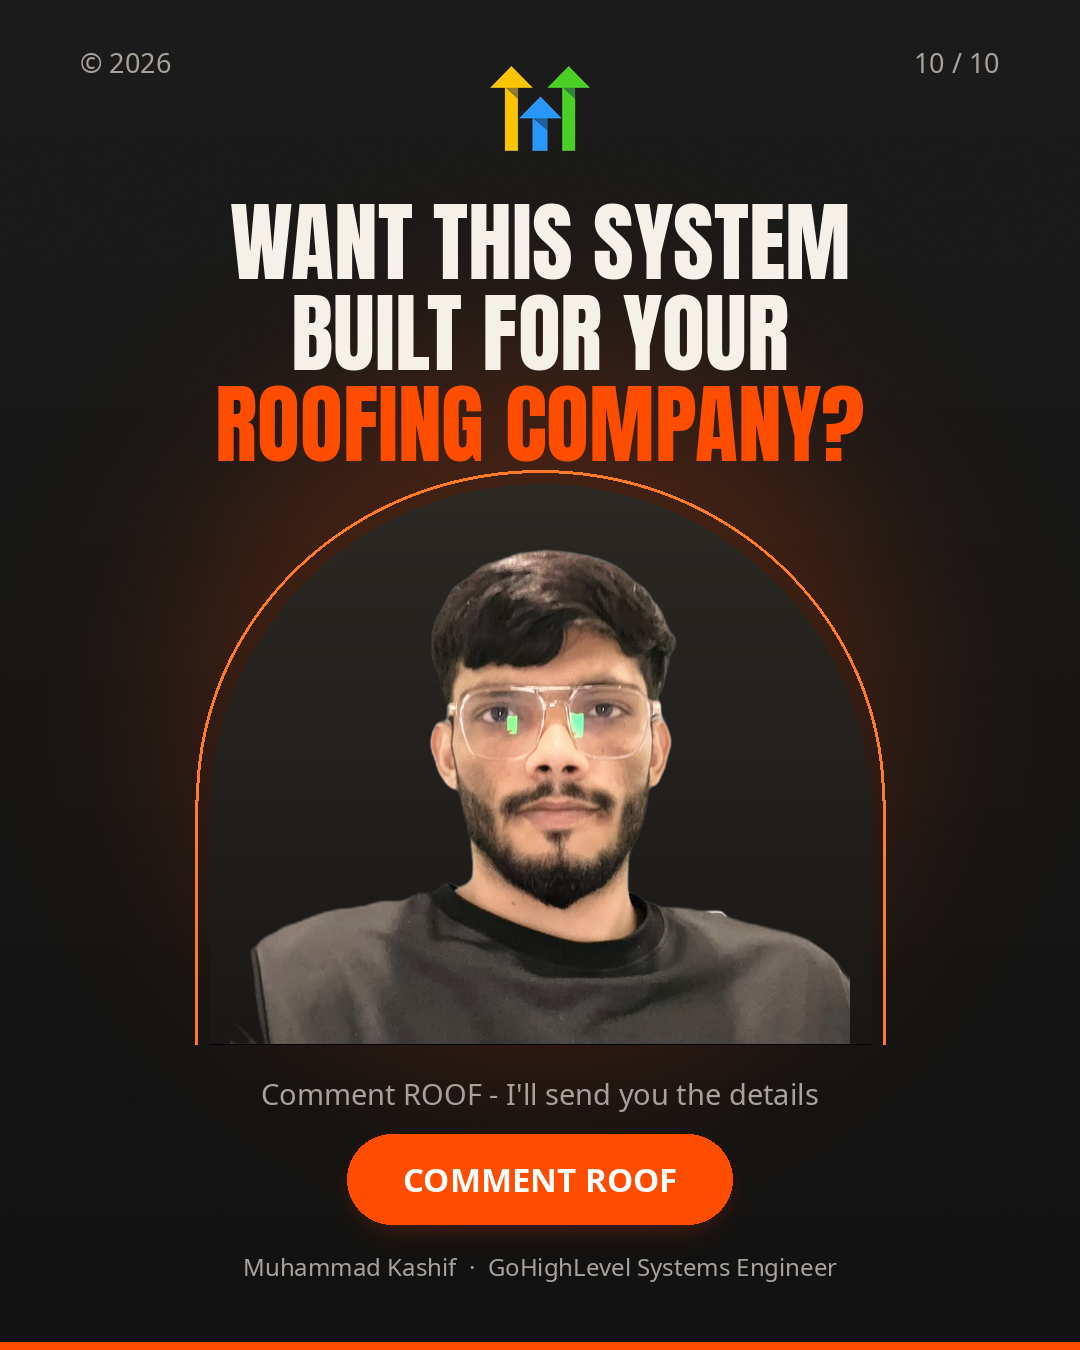 © 2026
10 / 10
WANT THIS SYSTEM
BUILT FOR YOUR
ROOFING COMPANY?
Comment ROOF - I'll send you the details
COMMENT ROOF
Muhammad Kashif · GoHighLevel Systems Engineer